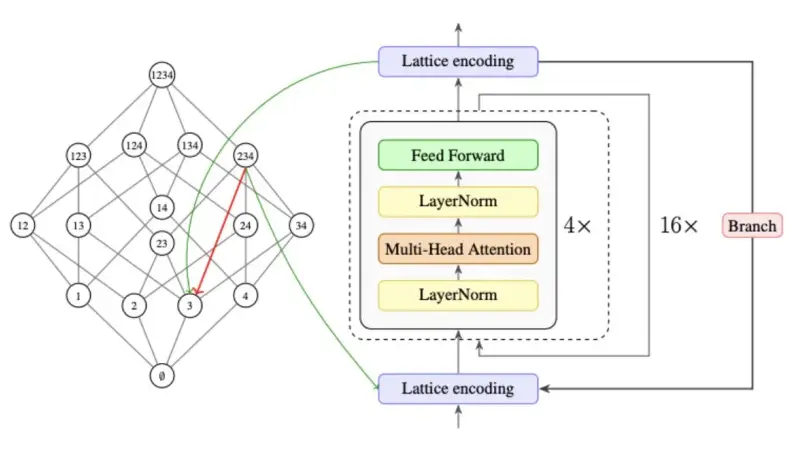 1234
123
124
134
234
12
13
14
23
24
34
1
2
3
4
∅
Lattice encoding
Feed Forward
LayerNorm
Multi-Head Attention
LayerNorm
4×
16×
Branch
Lattice encoding